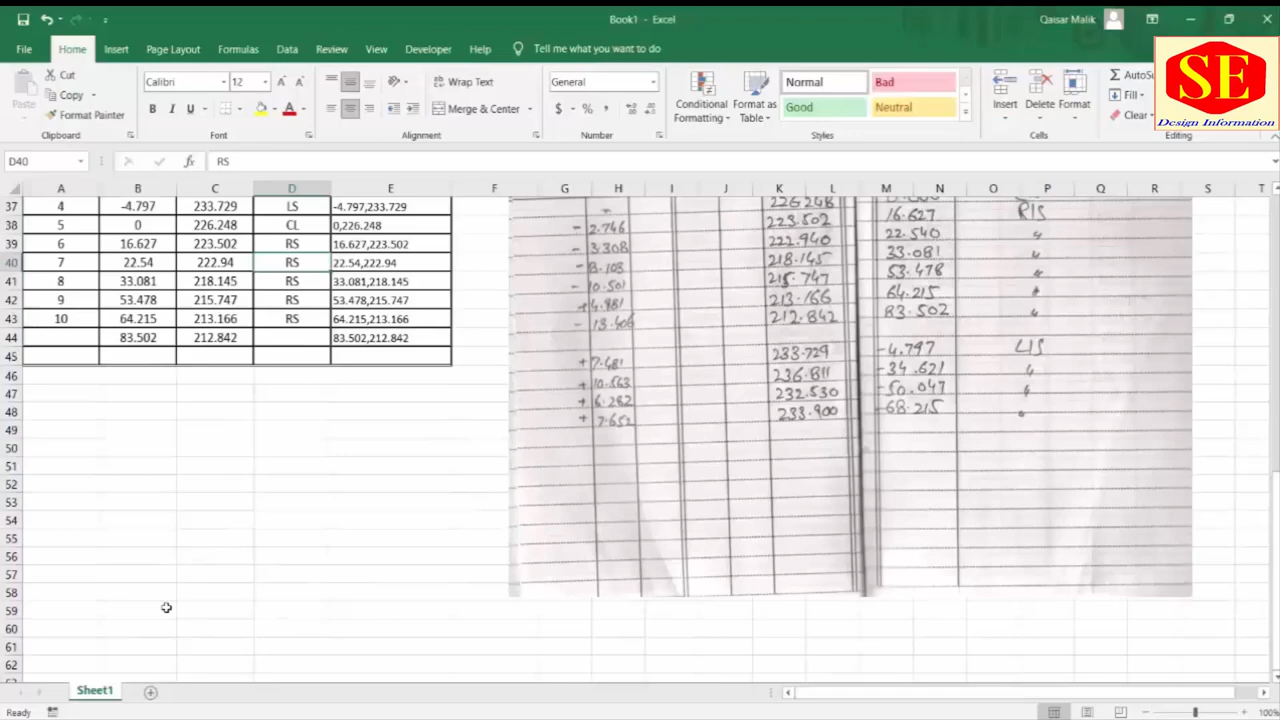 Book1 - Excel
Qaisar Malik
File Home Insert Page Layout Formulas Data Review View Developer Help Tell me what you want to do
Paste
Cut
Copy
Format Painter
Clipboard
Calibri 12
B I U
Font
Wrap Text
Merge & Center
Alignment
General
$ % ,
Number
Conditional Formatting
Format as Table
Normal Bad
Good Neutral
Styles
Insert Delete Format
Cells
AutoSu
Fill
Clear
Editing
SE
Design Information
D40 fx RS
A B C D E F G H I J K L M N O P Q R S T
37 4 -4.797 233.729 LS -4.797,233.729
38 5 0 226.248 CL 0,226.248
39 6 16.627 223.502 RS 16.627,223.502
40 7 22.54 222.94 RS 22.54,222.94
41 8 33.081 218.145 RS 33.081,218.145
42 9 53.478 215.747 RS 53.478,215.747
43 10 64.215 213.166 RS 64.215,213.166
44 83.502 212.842 83.502,212.842
45
46
47
48
49
50
51
52
53
54
55
56
57
58
59
60
61
62
226.248
- 2.746 223.502 16.627 R/S
- 3.308 222.940 22.540 "
- 8.103 218.145 33.081 "
- 10.501 215.747 53.478 "
213.166 64.215 "
- 13.406 212.842 83.502 "
+ 7.481 233.729 -4.797 L/S
+ 10.563 236.811 -34.621 "
+ 6.282 232.530 -50.047 "
+ 7.652 233.900 -68.215 "
Sheet1
Ready
100%